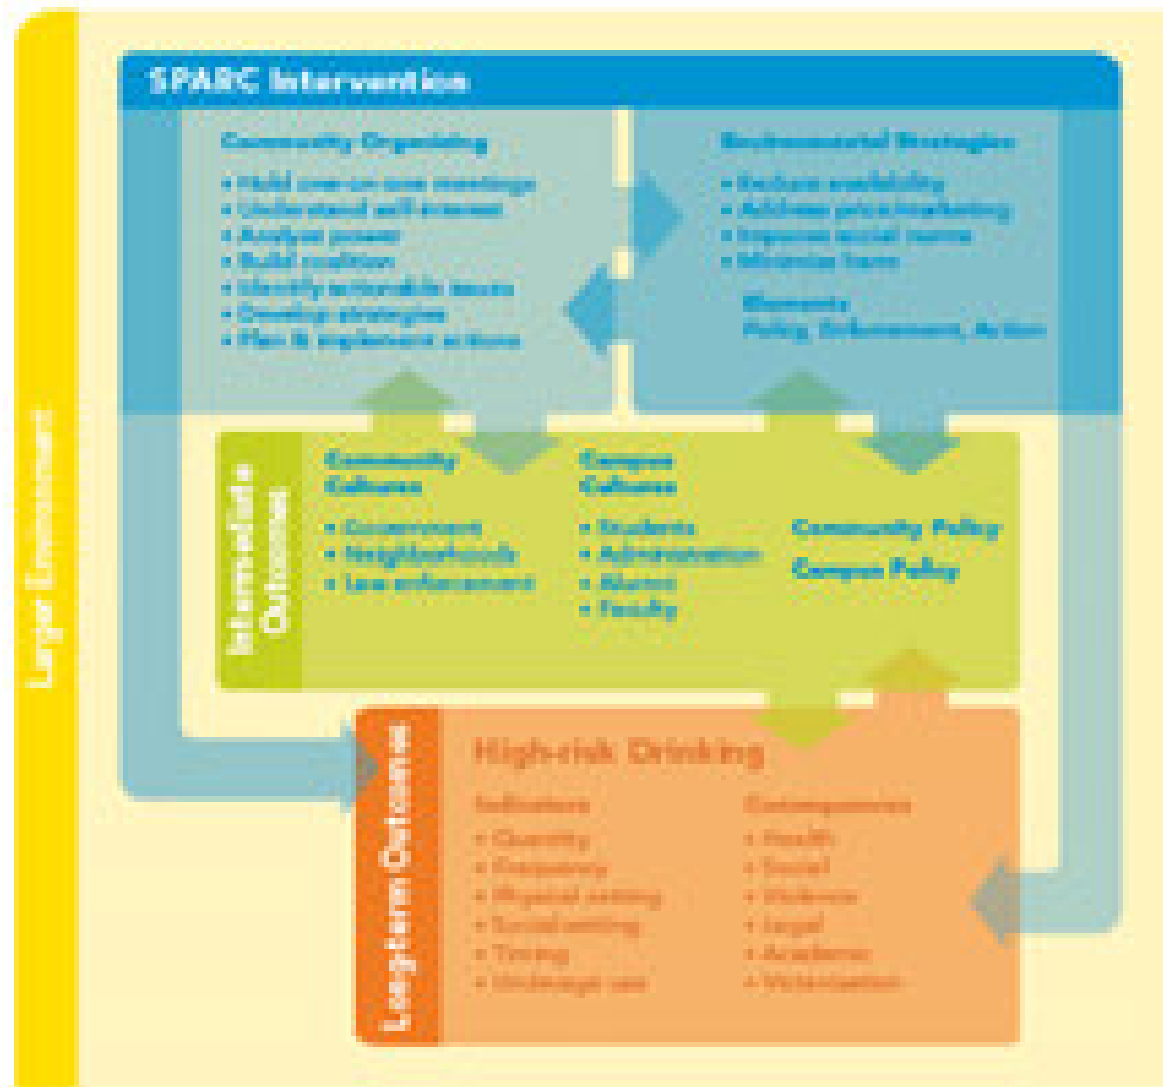 SPARC Intervention
Community Organizing
• Hold one-on-one meetings
• Understand self-interest
• Analyze power
• Build coalition
• Identify actionable issues
• Develop strategies
• Plan & implement actions
Environmental Strategies
• Reduce availability
• Address price/marketing
• Improve social norms
• Minimize harm
Elements
Policy, Enforcement, Action
Intermediate
Outcomes
Community
Cultures
• Government
• Neighborhoods
• Law enforcement
Campus
Cultures
• Students
• Administration
• Alumni
• Faculty
Community Policy
Campus Policy
Long-term Outcomes
High-risk Drinking
Indicators
• Quantity
• Frequency
• Physical setting
• Social setting
• Timing
• Underage use
Consequences
• Health
• Social
• Violence
• Legal
• Academic
• Victimization